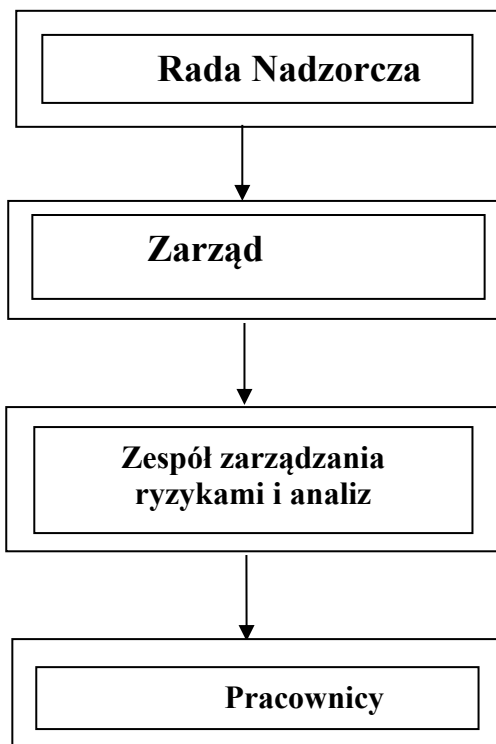 Rada Nadzorcza
Zarząd
Zespół zarządzania
ryzykami i analiz
Pracownicy